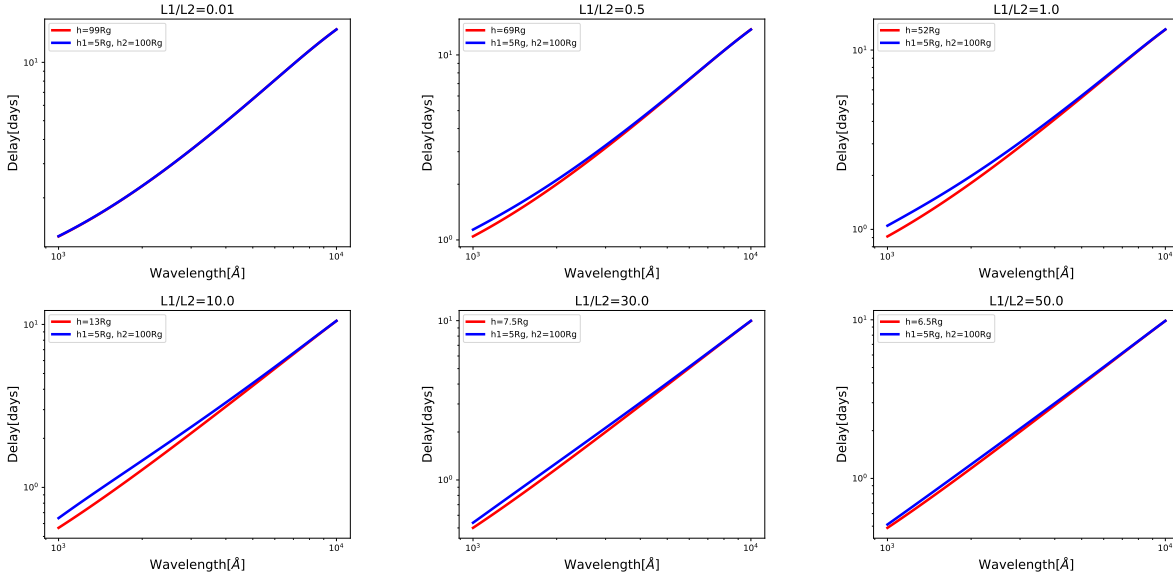 L1/L2=0.01
h=99Rg
h1=5Rg, h2=100Rg
10¹
Delay[days]
10³
10⁴
Wavelength[Å]
L1/L2=0.5
h=69Rg
h1=5Rg, h2=100Rg
10¹
10⁰
Delay[days]
10³
10⁴
Wavelength[Å]
L1/L2=1.0
h=52Rg
h1=5Rg, h2=100Rg
10¹
10⁰
Delay[days]
10³
10⁴
Wavelength[Å]
L1/L2=10.0
h=13Rg
h1=5Rg, h2=100Rg
10¹
10⁰
Delay[days]
10³
10⁴
Wavelength[Å]
L1/L2=30.0
h=7.5Rg
h1=5Rg, h2=100Rg
10¹
10⁰
Delay[days]
10³
10⁴
Wavelength[Å]
L1/L2=50.0
h=6.5Rg
h1=5Rg, h2=100Rg
10¹
10⁰
Delay[days]
10³
10⁴
Wavelength[Å]